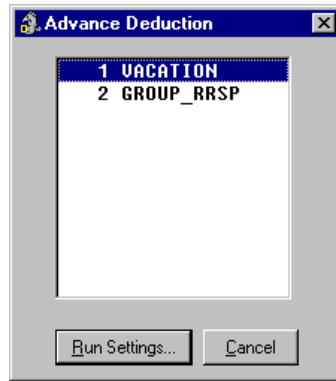 Advance Deduction
1 VACATION
2 GROUP_RRSP
Run Settings... Cancel